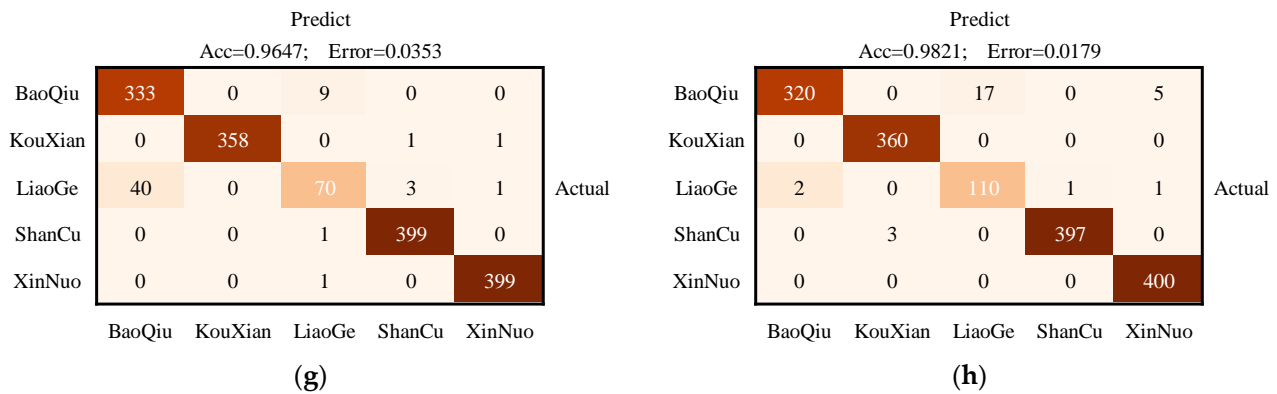 Predict
Acc=0.9647; Error=0.0353
BaoQiu 333 0 9 0 0
KouXian 0 358 0 1 1
LiaoGe 40 0 70 3 1 Actual
ShanCu 0 0 1 399 0
XinNuo 0 0 1 0 399
BaoQiu KouXian LiaoGe ShanCu XinNuo
(g)
Predict
Acc=0.9821; Error=0.0179
BaoQiu 320 0 17 0 5
KouXian 0 360 0 0 0
LiaoGe 2 0 110 1 1 Actual
ShanCu 0 3 0 397 0
XinNuo 0 0 0 0 400
BaoQiu KouXian LiaoGe ShanCu XinNuo
(h)